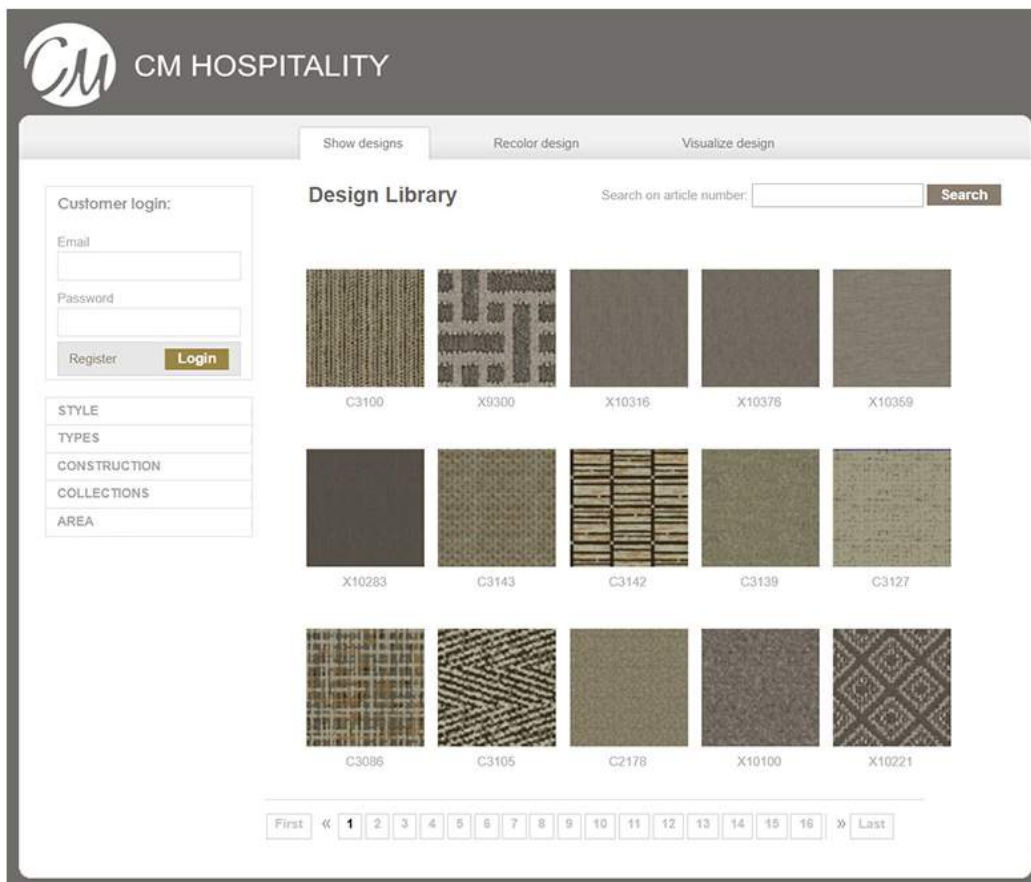 CM CM HOSPITALITY
Show designs Recolor design Visualize design
Customer login:
Email
Password
Register Login
STYLE
TYPES
CONSTRUCTION
COLLECTIONS
AREA
Design Library
Search on article number: Search
C3100 X9300 X10316 X10376 X10359
X10283 C3143 C3142 C3139 C3127
C3086 C3105 C2178 X10100 X10221
First « 1 2 3 4 5 6 7 8 9 10 11 12 13 14 15 16 » Last